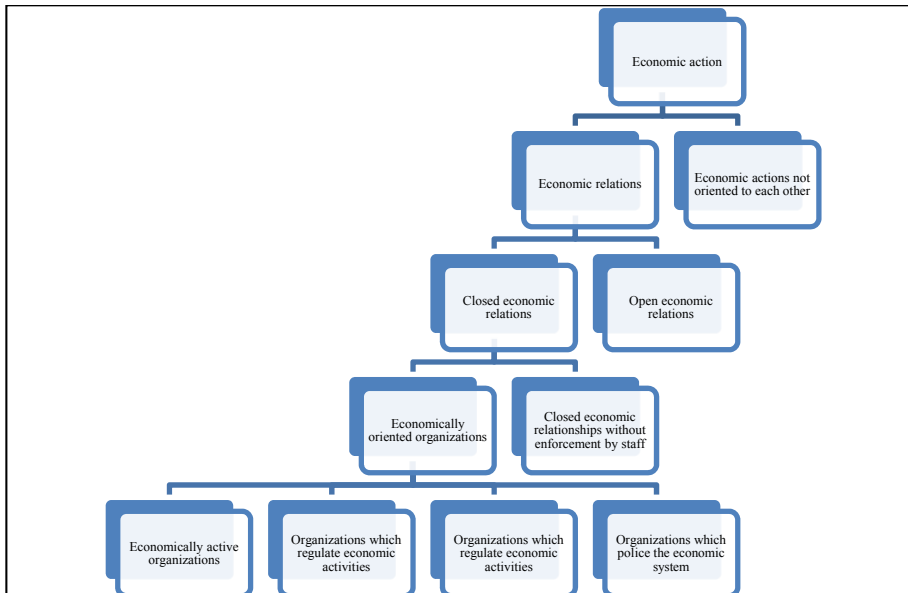 Economic action
Economic relations
Economic actions not
oriented to each other
Closed economic
relations
Open economic
relations
Economically
oriented organizations
Closed economic
relationships without
enforcement by staff
Economically active
organizations
Organizations which
regulate economic
activities
Organizations which
regulate economic
activities
Organizations which
police the economic
system